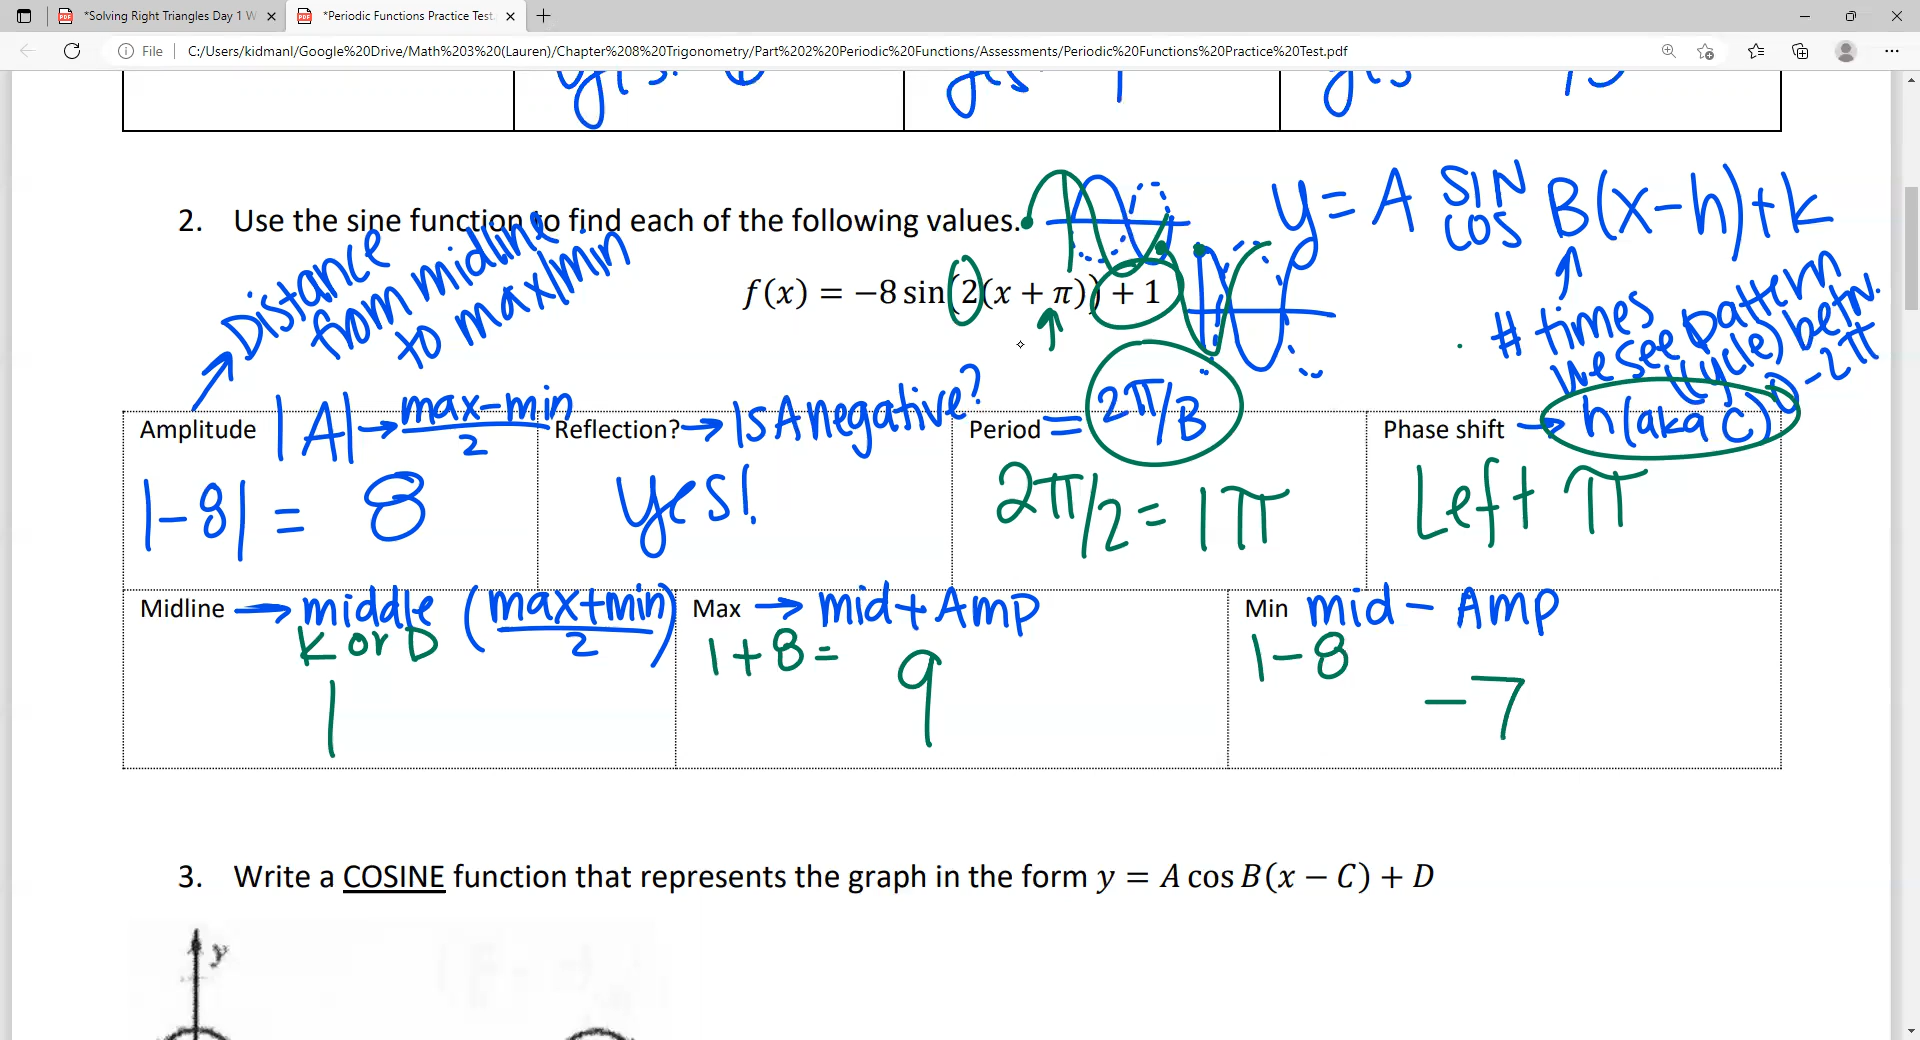 *Solving Right Triangles Day 1 W
*Periodic Functions Practice Test.
File
C:/Users/kidmanl/Google%20Drive/Math%203%20(Lauren)/Chapter%208%20Trigonometry/Part%202%20Periodic%20Functions/Assessments/Periodic%20Functions%20Practice%20Test.pdf
y = A SIN COS B(x-h)+k
2. Use the sine function to find each of the following values.
Distance
from midline
to max/min
f(x) = −8 sin(2(x + π)) + 1
# times
we see pattern
(cycle) betw.
0-2π
Amplitude |A| → max-min/2
|-8| = 8
Reflection? → Is A negative?
yes!
Period = 2π/B
2π/2 = 1π
Phase shift → h (aka C)
Left π
Midline → middle (max+min/2)
K or D
1
Max → mid + Amp
1+8= 9
Min mid - Amp
1-8
-7
3. Write a COSINE function that represents the graph in the form y = A cos B(x − C) + D
y